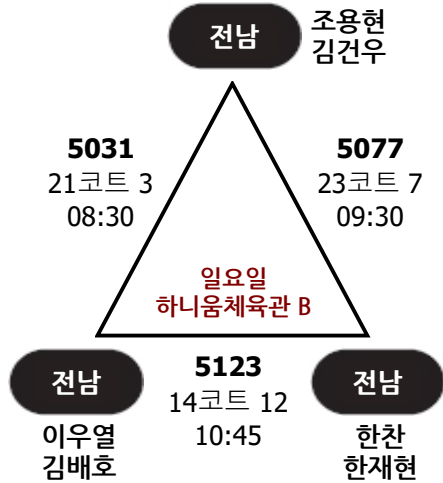 전남
조용현
김건우
5031
21코트 3
08:30
5077
23코트 7
09:30
일요일
하니움체육관 B
전남
이우열
김배호
5123
14코트 12
10:45
전남
한찬
한재현